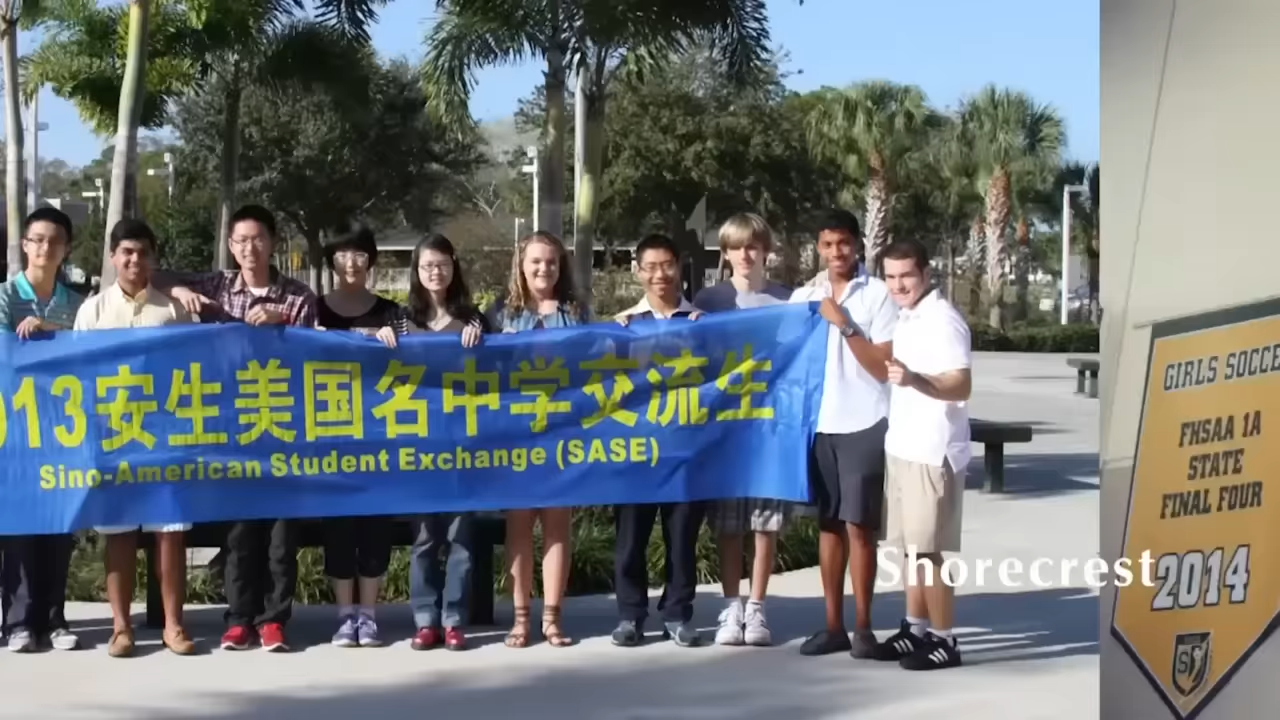 013安生美国名中学交流生
Sino-American Student Exchange (SASE)
Shorecrest
GIRLS SOCCE
FHSAA 1A
STATE
FINAL FOUR
2014